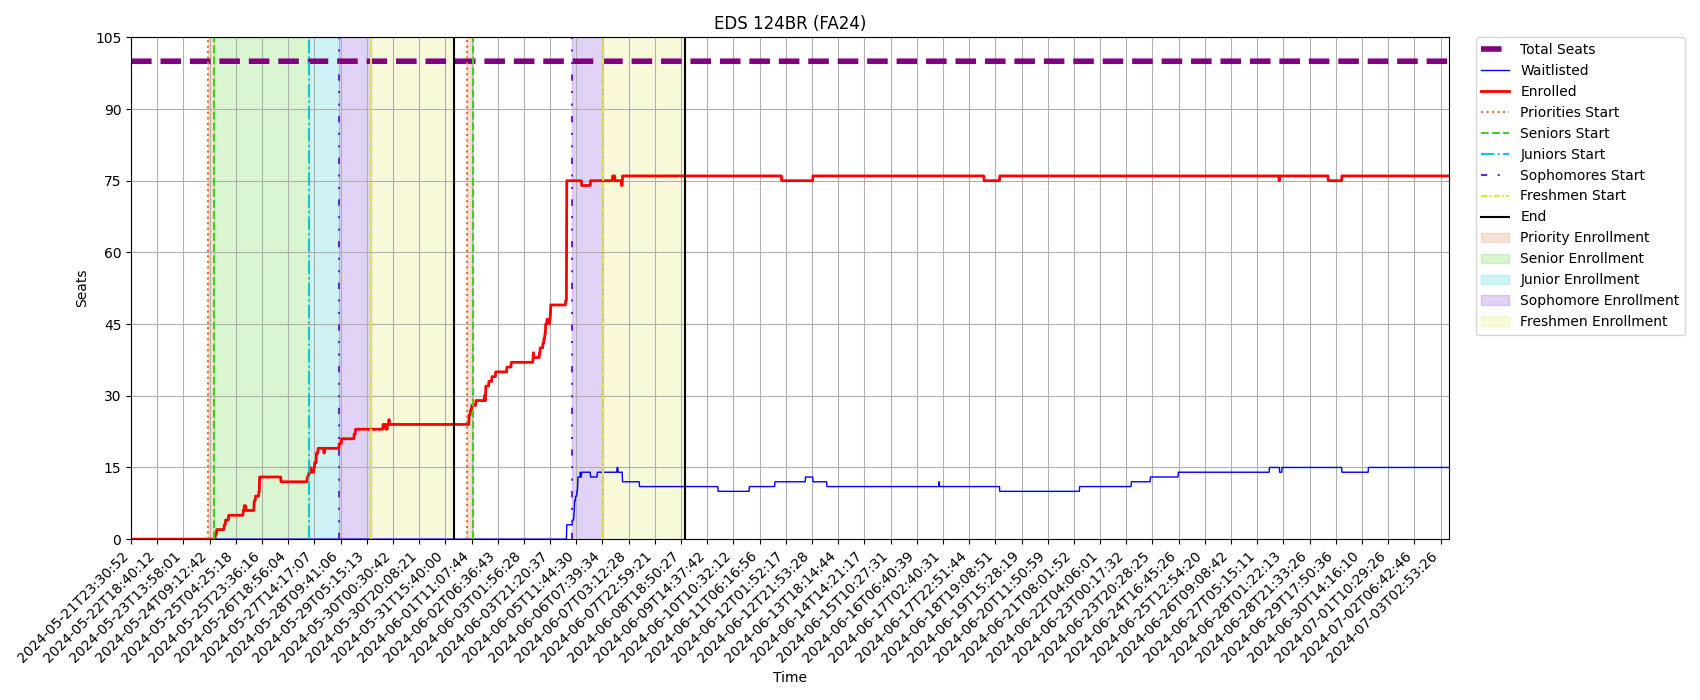 EDS 124BR (FA24)
105
90
75
60
45
30
15
0
Seats
2024-05-21T23:30:52
2024-05-22T18:40:12
2024-05-23T13:58:01
2024-05-24T09:12:42
2024-05-25T04:25:18
2024-05-25T23:36:16
2024-05-26T18:56:04
2024-05-27T14:17:07
2024-05-28T09:41:06
2024-05-29T05:15:13
2024-05-30T00:30:42
2024-05-30T20:08:21
2024-05-31T15:40:00
2024-06-01T11:07:44
2024-06-02T06:36:43
2024-06-03T01:56:28
2024-06-03T21:20:37
2024-06-05T11:44:30
2024-06-06T07:39:34
2024-06-07T03:12:28
2024-06-07T22:59:21
2024-06-08T18:50:27
2024-06-09T14:37:42
2024-06-10T10:32:12
2024-06-11T06:16:56
2024-06-12T01:52:17
2024-06-12T21:53:28
2024-06-13T18:14:44
2024-06-14T14:21:17
2024-06-15T10:27:31
2024-06-16T06:40:39
2024-06-17T02:40:31
2024-06-17T22:51:44
2024-06-18T19:08:51
2024-06-19T15:28:19
2024-06-20T11:50:59
2024-06-21T08:01:52
2024-06-22T04:06:01
2024-06-23T00:17:32
2024-06-23T20:28:25
2024-06-24T16:45:26
2024-06-25T12:54:20
2024-06-26T09:08:42
2024-06-27T05:15:11
2024-06-28T01:22:13
2024-06-28T21:33:26
2024-06-29T17:50:36
2024-06-30T14:16:10
2024-07-01T10:29:26
2024-07-02T06:42:46
2024-07-03T02:53:26
Time
Total Seats
Waitlisted
Enrolled
Priorities Start
Seniors Start
Juniors Start
Sophomores Start
Freshmen Start
End
Priority Enrollment
Senior Enrollment
Junior Enrollment
Sophomore Enrollment
Freshmen Enrollment